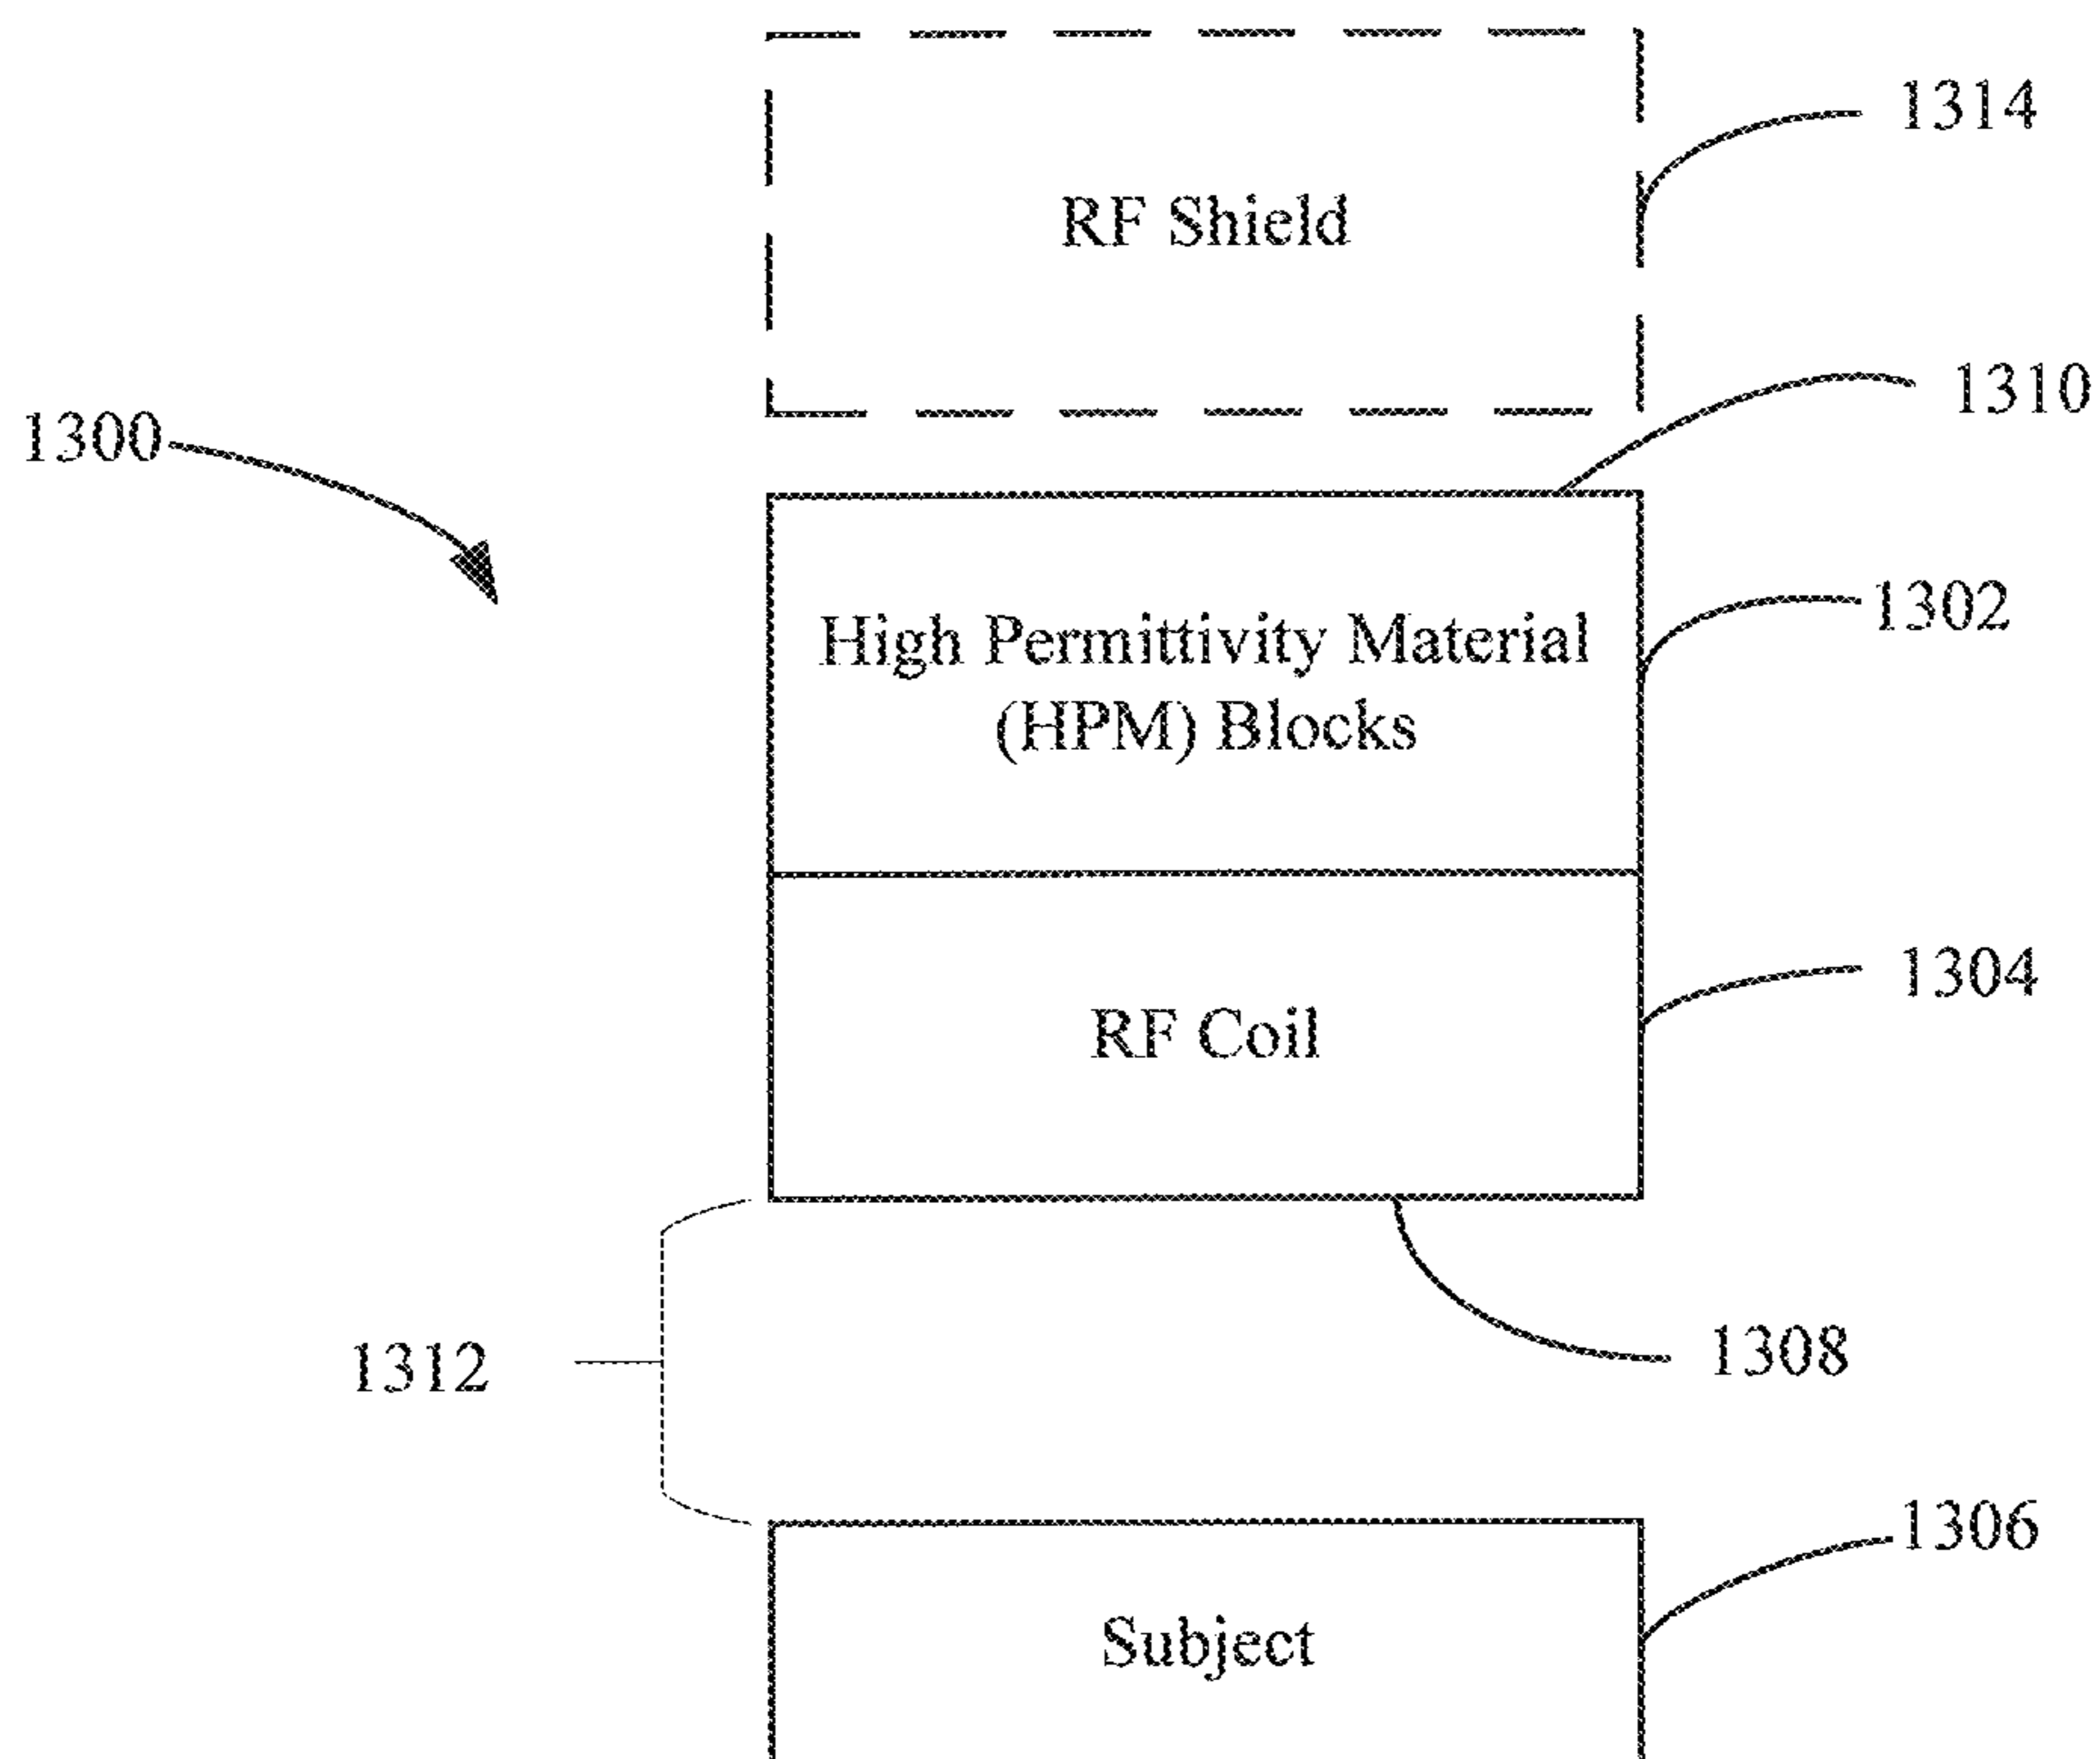 1314
RF Shield
1310
1300
1302
High Permittivity Material
(HPM) Blocks
1304
RF Coil
1308
1312
1306
Subject